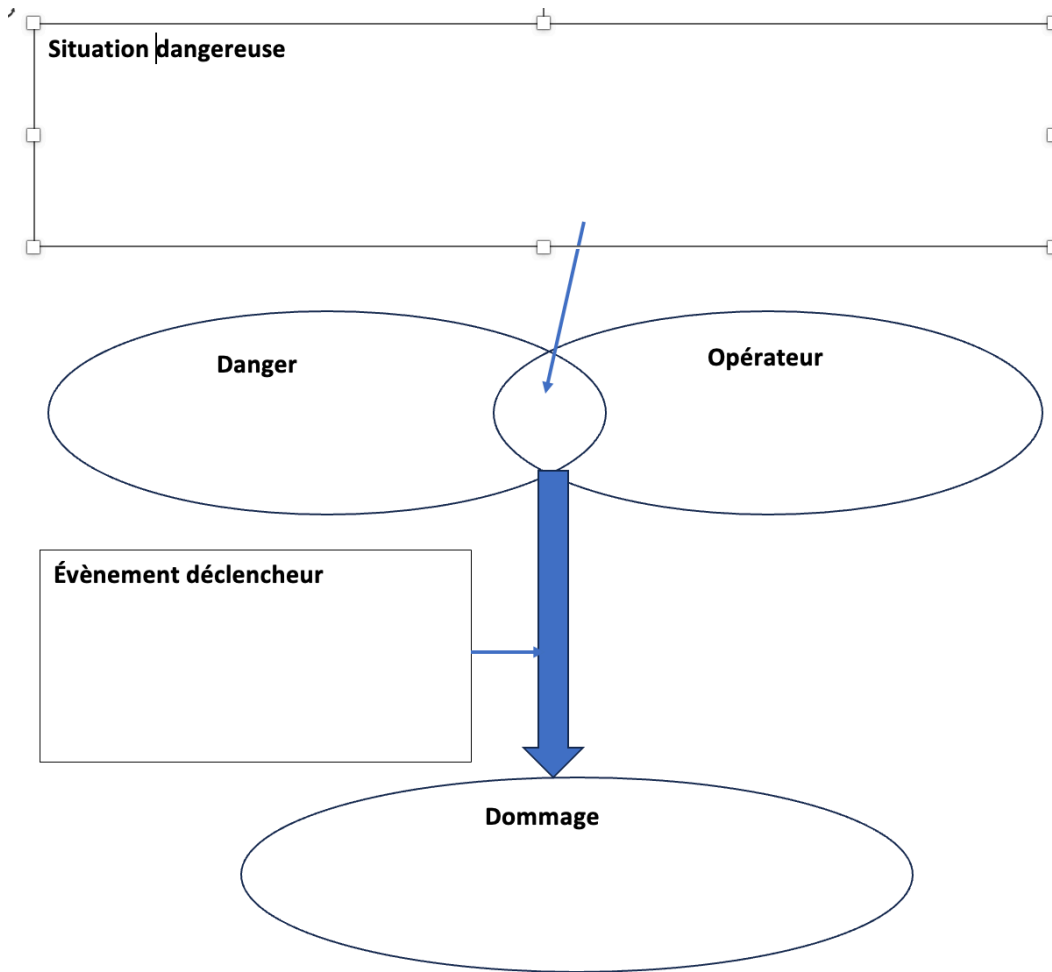 Situation dangereuse
Danger
Opérateur
Évènement déclencheur
Dommage